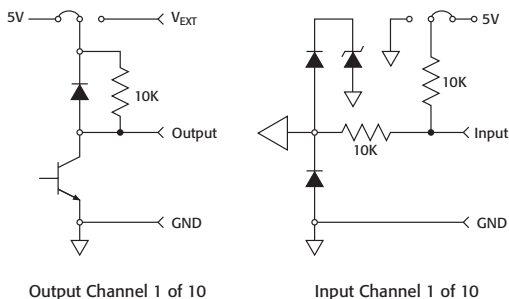 5V
V_EXT
10K
Output
GND
Output Channel 1 of 10
5V
10K
10K
Input
GND
Input Channel 1 of 10